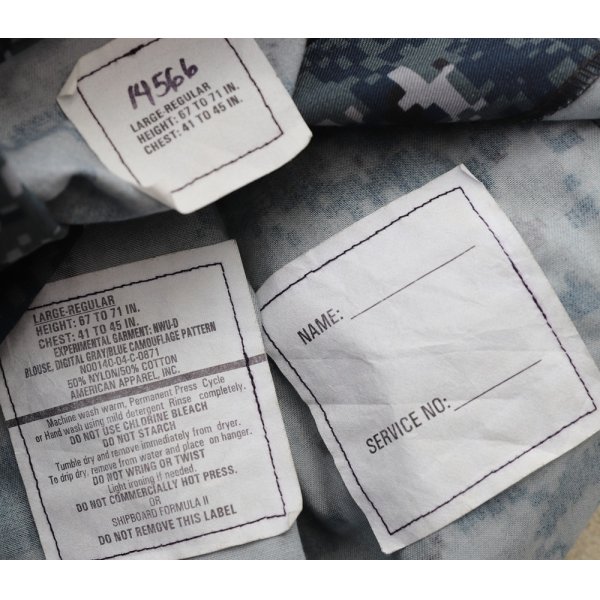 14566
LARGE-REGULAR
HEIGHT: 67 TO 71 IN.
CHEST: 41 TO 45 IN.
LARGE-REGULAR
HEIGHT: 67 TO 71 IN.
CHEST: 41 TO 45 IN.
EXPERIMENTAL GARMENT: NWU-D
BLOUSE, DIGITAL GRAY/BLUE CAMOUFLAGE PATTERN
N00140-04-C-0871
50% NYLON/50% COTTON
AMERICAN APPAREL, INC.
Machine wash warm, Permanent Press Cycle
or Hand wash using mild detergent Rinse completely.
DO NOT USE CHLORINE BLEACH
DO NOT STARCH
Tumble dry and remove immediately from dryer.
To drip dry, remove from water and place on hanger.
DO NOT WRING OR TWIST
Light ironing if needed.
DO NOT COMMERCIALLY HOT PRESS.
OR
SHIPBOARD FORMULA II
DO NOT REMOVE THIS LABEL
NAME:
SERVICE NO: